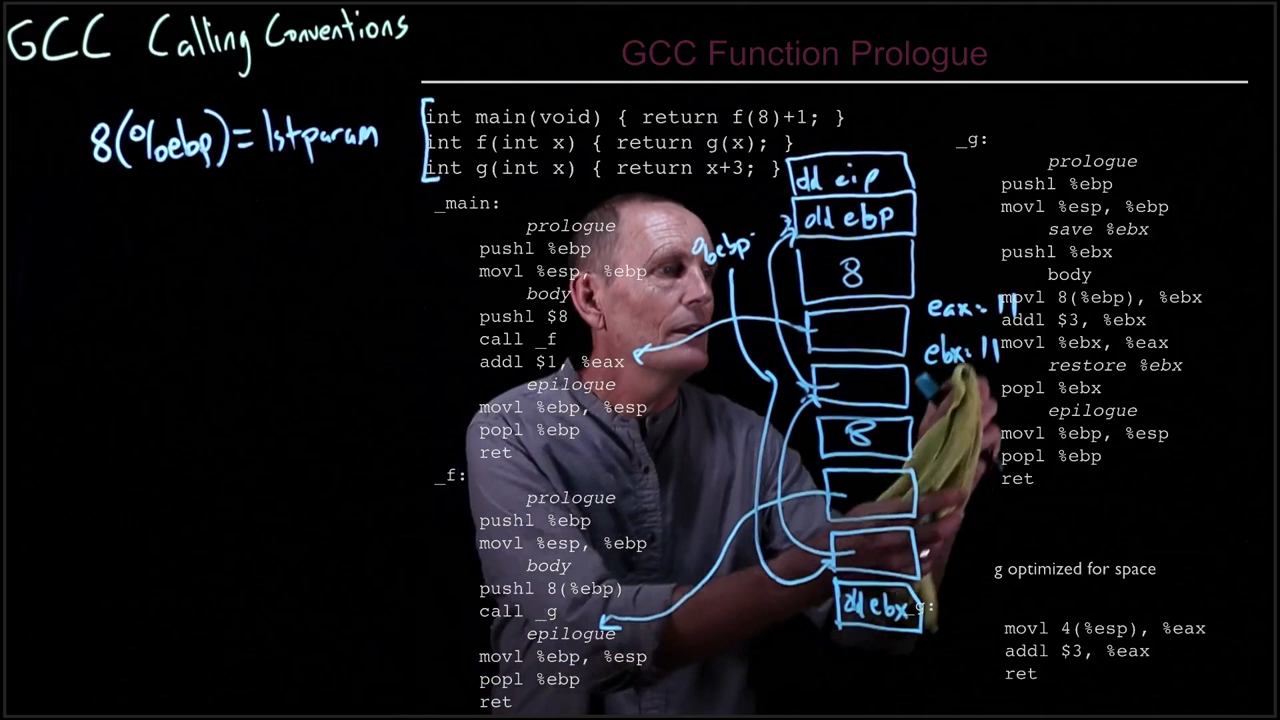 GCC Calling Conventions
GCC Function Prologue
8(%ebp)=1stparam
int main(void) { return f(8)+1; }
int f(int x) { return g(x); }
int g(int x) { return x+3; }
_main:
prologue
pushl %ebp
movl %esp, %ebp
body
pushl $8
call _f
addl $1, %eax
epilogue
movl %ebp, %esp
popl %ebp
ret
_f:
prologue
pushl %ebp
movl %esp, %ebp
body
pushl 8(%ebp)
call _g
epilogue
movl %ebp, %esp
popl %ebp
ret
%ebp
old eip
old ebp
8
8
old ebx
eax=11
ebx=11
_g:
prologue
pushl %ebp
movl %esp, %ebp
save %ebx
pushl %ebx
body
movl 8(%ebp), %ebx
addl $3, %ebx
movl %ebx, %eax
restore %ebx
popl %ebx
epilogue
movl %ebp, %esp
popl %ebp
ret
g optimized for space
_g:
movl 4(%esp), %eax
addl $3, %eax
ret